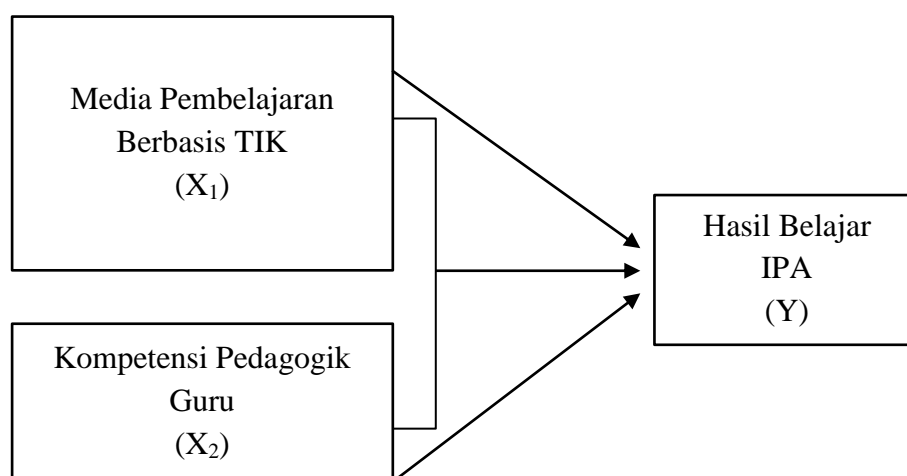 Media Pembelajaran
Berbasis TIK
(X₁)
Hasil Belajar
IPA
(Y)
Kompetensi Pedagogik
Guru
(X₂)